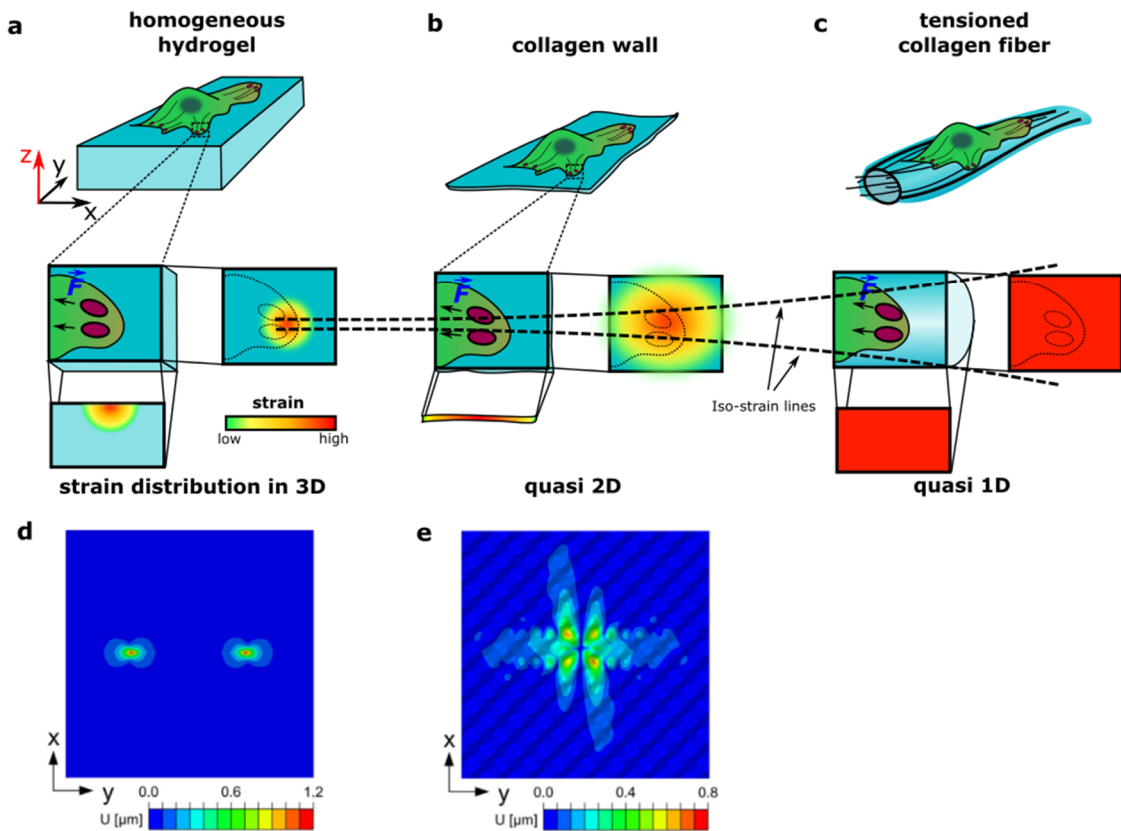 a
homogeneous
hydrogel
b
collagen wall
c
tensioned
collagen fiber
z
y
x
F
F
F
strain
low
high
Iso-strain lines
strain distribution in 3D
quasi 2D
quasi 1D
d
e
x
y
x
y
0.0
0.6
1.2
U [µm]
0.0
0.4
0.8
U [µm]